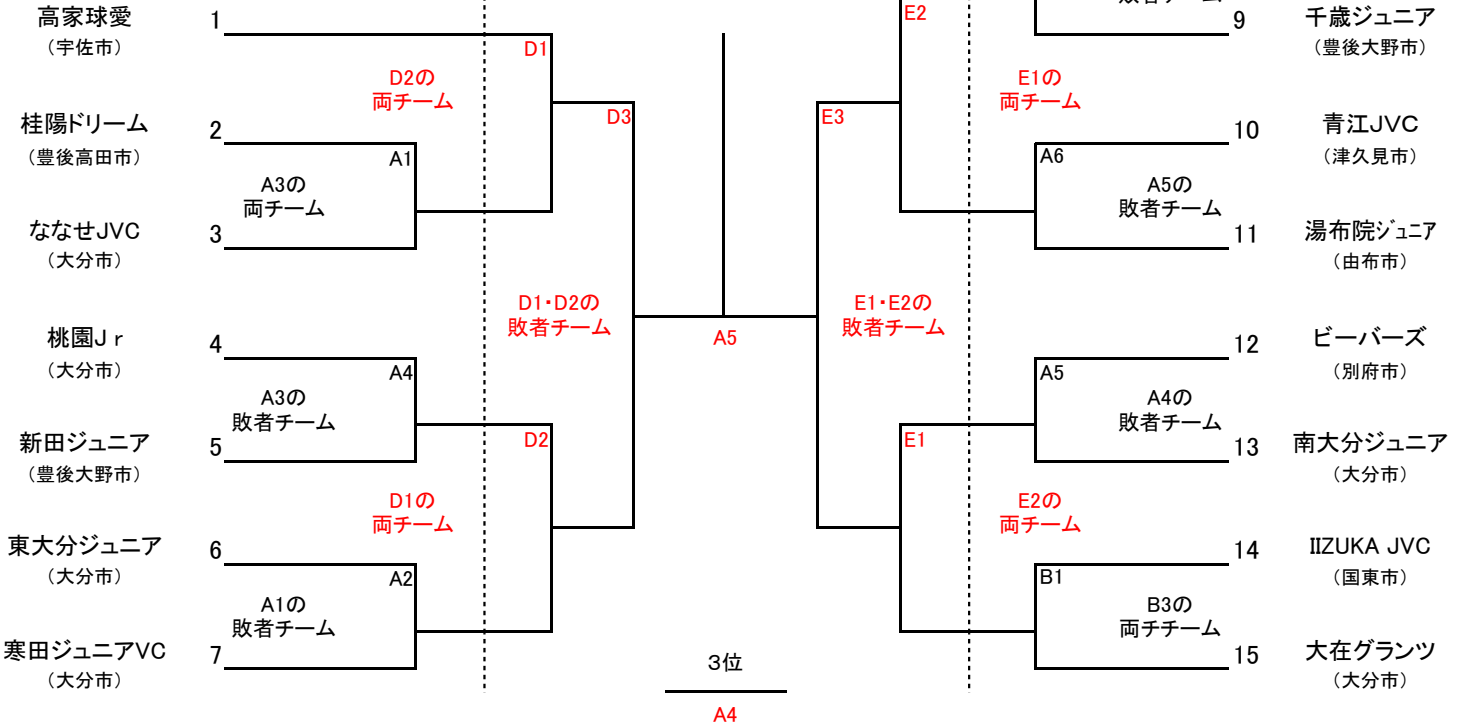 高家球愛
（宇佐市）
1
D1
D2の
両チーム
桂陽ドリーム
（豊後高田市）
2
A1
A3の
両チーム
ななせJVC
（大分市）
3
D3
桃園Jｒ
（大分市）
4
A4
A3の
敗者チーム
新田ジュニア
（豊後大野市）
5
D2
D1の
両チーム
東大分ジュニア
（大分市）
6
A2
A1の
敗者チーム
寒田ジュニアVC
（大分市）
7
D1・D2の
敗者チーム
A5
E1・E2の
敗者チーム
3位
A4
E2
E3
9
千歳ジュニア
（豊後大野市）
E1の
両チーム
A6
10
青江JVC
（津久見市）
A5の
敗者チーム
11
湯布院ｼﾞｭﾆｱ
（由布市）
A5
12
ビーバーズ
（別府市）
A4の
敗者チーム
E1
13
南大分ジュニア
（大分市）
E2の
両チーム
B1
14
IIZUKA JVC
（国東市）
B3の
両チチーム
15
大在グランツ
（大分市）